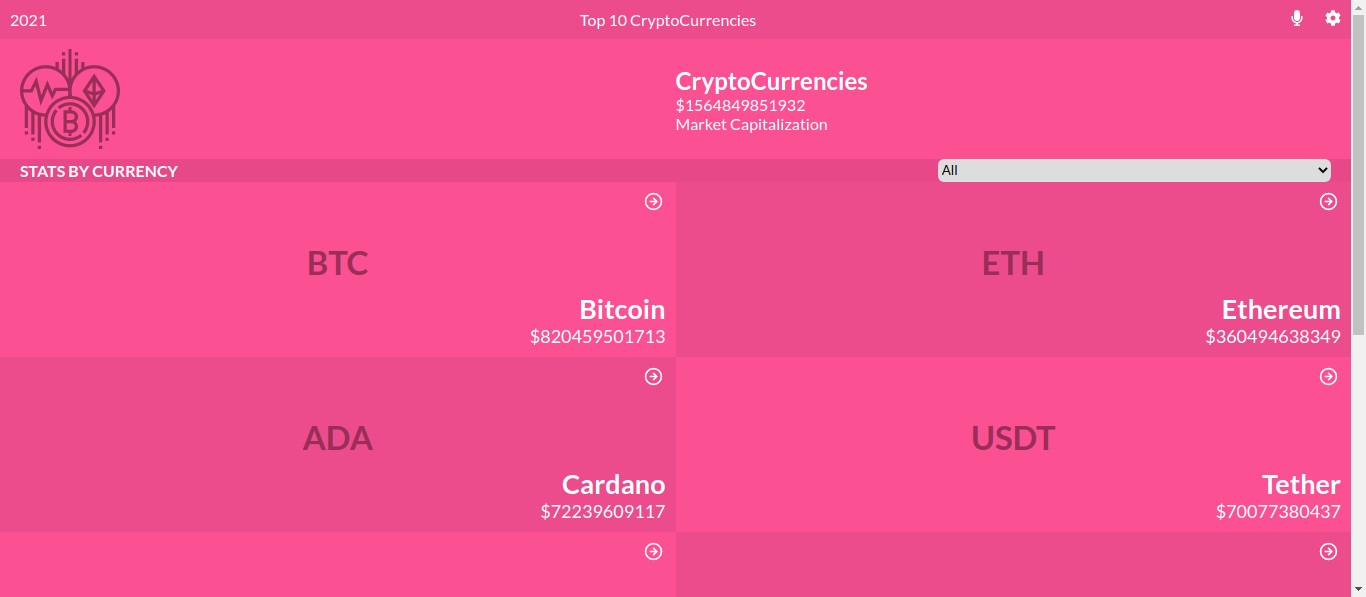 2021
Top 10 CryptoCurrencies
CryptoCurrencies
$1564849851932
Market Capitalization
STATS BY CURRENCY
All
BTC
Bitcoin
$820459501713
ETH
Ethereum
$360494638349
ADA
Cardano
$72239609117
USDT
Tether
$70077380437